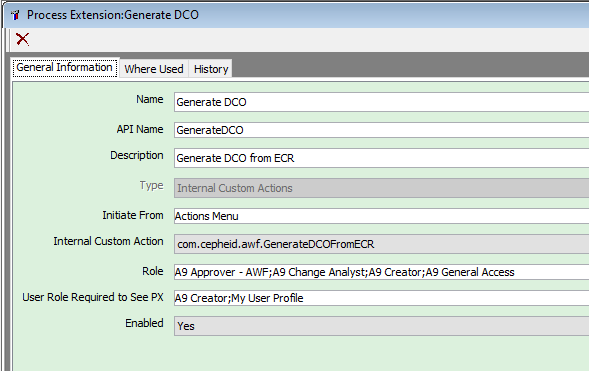 Process Extension:Generate DCO
General Information Where Used History
Name Generate DCO
API Name GenerateDCO
Description Generate DCO from ECR
Type Internal Custom Actions
Initiate From Actions Menu
Internal Custom Action com.cepheid.awf.GenerateDCOFromECR
Role A9 Approver - AWF;A9 Change Analyst;A9 Creator;A9 General Access
User Role Required to See PX A9 Creator;My User Profile
Enabled Yes